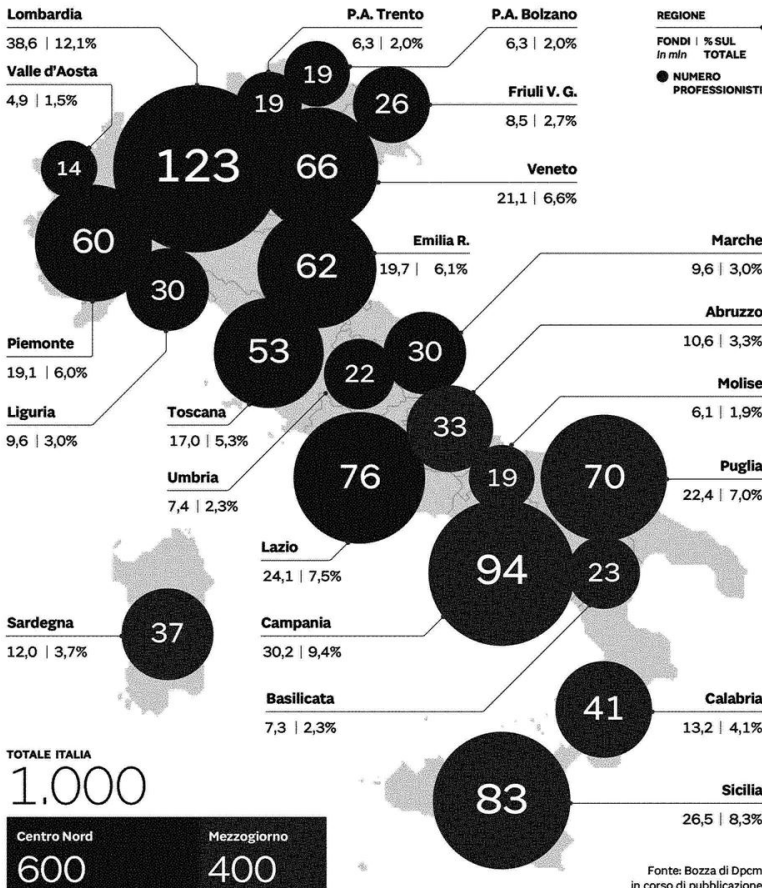 Lombardia
38,6 | 12,1%
P.A. Trento
6,3 | 2,0%
P.A. Bolzano
6,3 | 2,0%
REGIONE
FONDI | % SUL
in mln TOTALE
NUMERO
PROFESSIONISTI
Valle d'Aosta
4,9 | 1,5%
19
19
26
Friuli V. G.
8,5 | 2,7%
14
123
66
Veneto
21,1 | 6,6%
60
30
62
Emilia R.
19,7 | 6,1%
Marche
9,6 | 3,0%
Piemonte
19,1 | 6,0%
53
22
30
Abruzzo
10,6 | 3,3%
Liguria
9,6 | 3,0%
Toscana
17,0 | 5,3%
33
Molise
6,1 | 1,9%
Umbria
7,4 | 2,3%
76
19
70
Puglia
22,4 | 7,0%
Lazio
24,1 | 7,5%
94
23
Sardegna
12,0 | 3,7%
37
Campania
30,2 | 9,4%
Basilicata
7,3 | 2,3%
41
Calabria
13,2 | 4,1%
TOTALE ITALIA
1.000
83
Sicilia
26,5 | 8,3%
Centro Nord
600
Mezzogiorno
400
Fonte: Bozza di Dpcm
in corso di pubblicazione